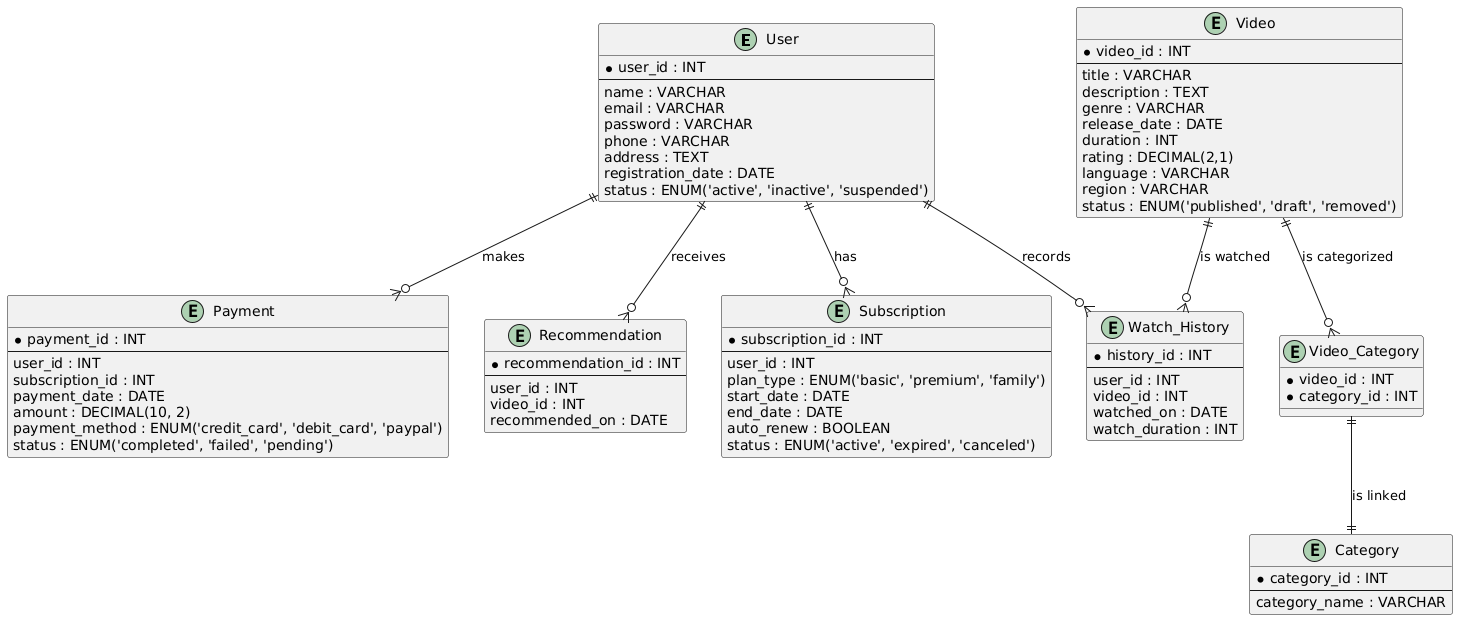 E User
* user_id : INT
name : VARCHAR
email : VARCHAR
password : VARCHAR
phone : VARCHAR
address : TEXT
registration_date : DATE
status : ENUM('active', 'inactive', 'suspended')
E Video
* video_id : INT
title : VARCHAR
description : TEXT
genre : VARCHAR
release_date : DATE
duration : INT
rating : DECIMAL(2,1)
language : VARCHAR
region : VARCHAR
status : ENUM('published', 'draft', 'removed')
makes
receives
has
records
is watched
is categorized
E Payment
* payment_id : INT
user_id : INT
subscription_id : INT
payment_date : DATE
amount : DECIMAL(10, 2)
payment_method : ENUM('credit_card', 'debit_card', 'paypal')
status : ENUM('completed', 'failed', 'pending')
E Recommendation
* recommendation_id : INT
user_id : INT
video_id : INT
recommended_on : DATE
E Subscription
* subscription_id : INT
user_id : INT
plan_type : ENUM('basic', 'premium', 'family')
start_date : DATE
end_date : DATE
auto_renew : BOOLEAN
status : ENUM('active', 'expired', 'canceled')
E Watch_History
* history_id : INT
user_id : INT
video_id : INT
watched_on : DATE
watch_duration : INT
E Video_Category
* video_id : INT
* category_id : INT
is linked
E Category
* category_id : INT
category_name : VARCHAR